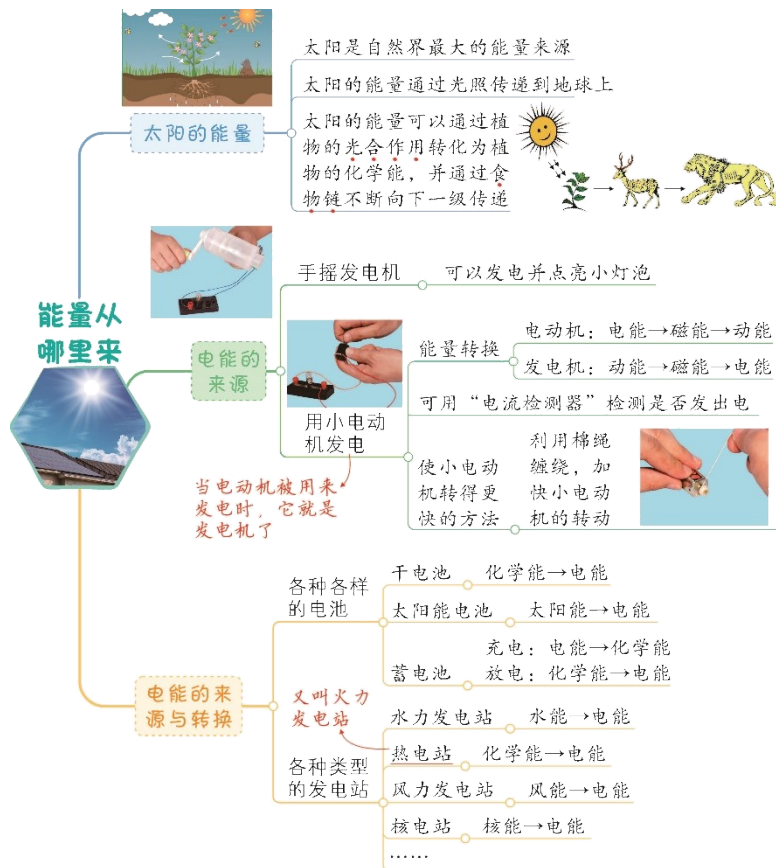 能量从
哪里来
太阳的能量
太阳是自然界最大的能量来源
太阳的能量通过光照传递到地球上
太阳的能量可以通过植
物的光合作用转化为植
物的化学能，并通过食
物链不断向下一级传递
电能的
来源
手摇发电机
可以发电并点亮小灯泡
用小电动
机发电
当电动机被用来
发电时，它就是
发电机了
能量转换
电动机：电能→磁能→动能
发电机：动能→磁能→电能
可用“电流检测器”检测是否发出电
使小电动
机转得更
快的方法
利用棉绳
缠绕，加
快小电动
机的转动
电能的来
源与转换
各种各样
的电池
干电池
化学能→电能
太阳能电池
太阳能→电能
蓄电池
充电：电能→化学能
放电：化学能→电能
各种类型
的发电站
水力发电站
水能→电能
又叫火力
发电站
热电站
化学能→电能
风力发电站
风能→电能
核电站
核能→电能
……